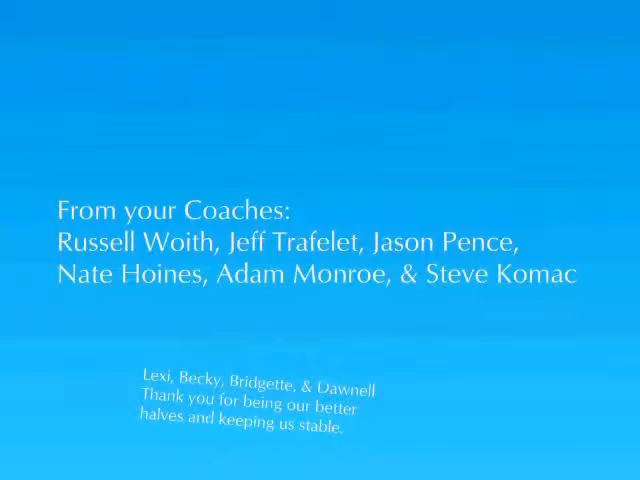 From your Coaches:
Russell Woith, Jeff Trafelet, Jason Pence,
Nate Hoines, Adam Monroe, & Steve Komac
Lexi, Becky, Bridgette, & Dawnell
Thank you for being our better
halves and keeping us stable.